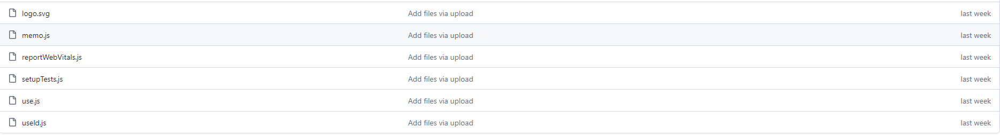 logo.svg Add files via upload last week
memo.js Add files via upload last week
reportWebVitals.js Add files via upload last week
setupTests.js Add files via upload last week
use.js Add files via upload last week
useId.js Add files via upload last week